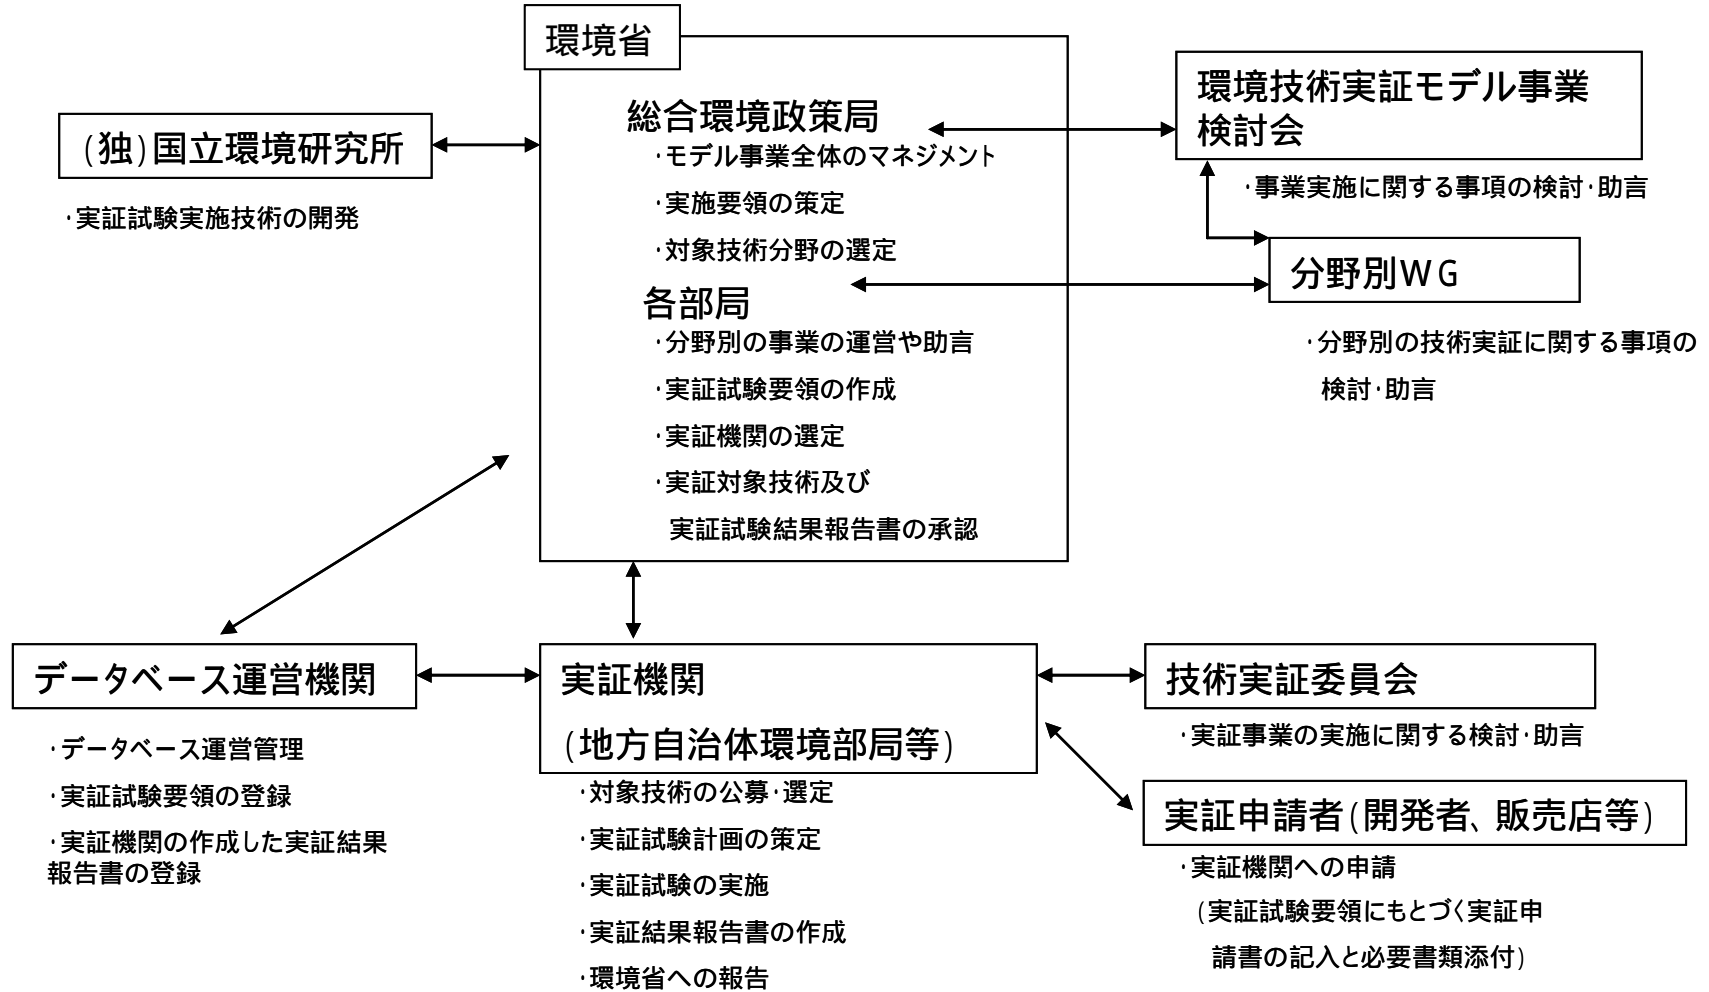 環境省
総合環境政策局
･モデル事業全体のマネジメント
･実施要領の策定
･対象技術分野の選定
各部局
･分野別の事業の運営や助言
･実証試験要領の作成
･実証機関の選定
･実証対象技術及び
実証試験結果報告書の承認
(独)国立環境研究所
･実証試験実施技術の開発
環境技術実証モデル事業
検討会
･事業実施に関する事項の検討･助言
分野別ＷＧ
･分野別の技術実証に関する事項の
検討･助言
データベース運営機関
･データベース運営管理
･実証試験要領の登録
･実証機関の作成した実証結果
報告書の登録
実証機関
(地方自治体環境部局等)
･対象技術の公募･選定
･実証試験計画の策定
･実証試験の実施
･実証結果報告書の作成
･環境省への報告
技術実証委員会
･実証事業の実施に関する検討･助言
実証申請者(開発者、販売店等)
･実証機関への申請
(実証試験要領にもとづく実証申
請書の記入と必要書類添付)